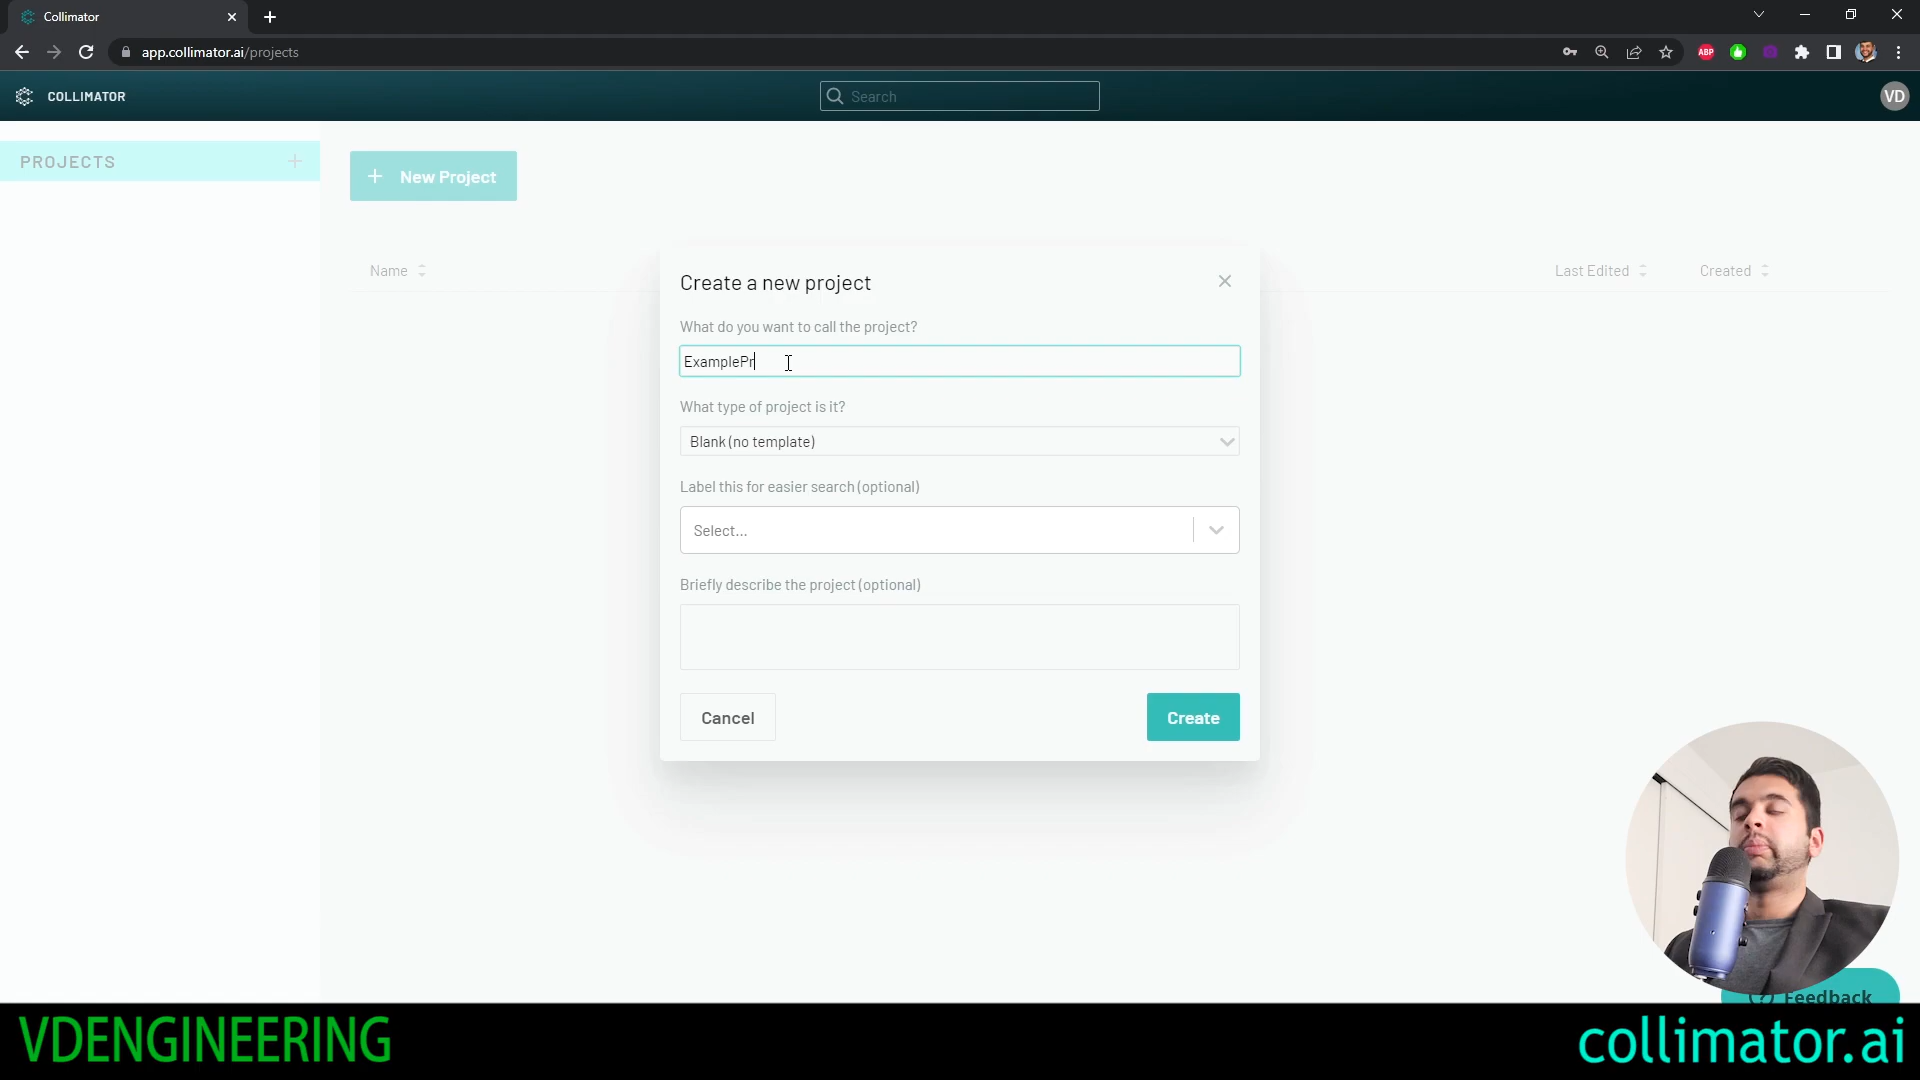 Collimator
app.collimator.ai/projects
ABP
COLLIMATOR
Search
VD
PROJECTS
New Project
Name
Last Edited
Created
Create a new project
What do you want to call the project?
ExamplePr
What type of project is it?
Blank (no template)
Label this for easier search (optional)
Select...
Briefly describe the project (optional)
Cancel
Create
Feedback
VDENGINEERING
collimator.ai